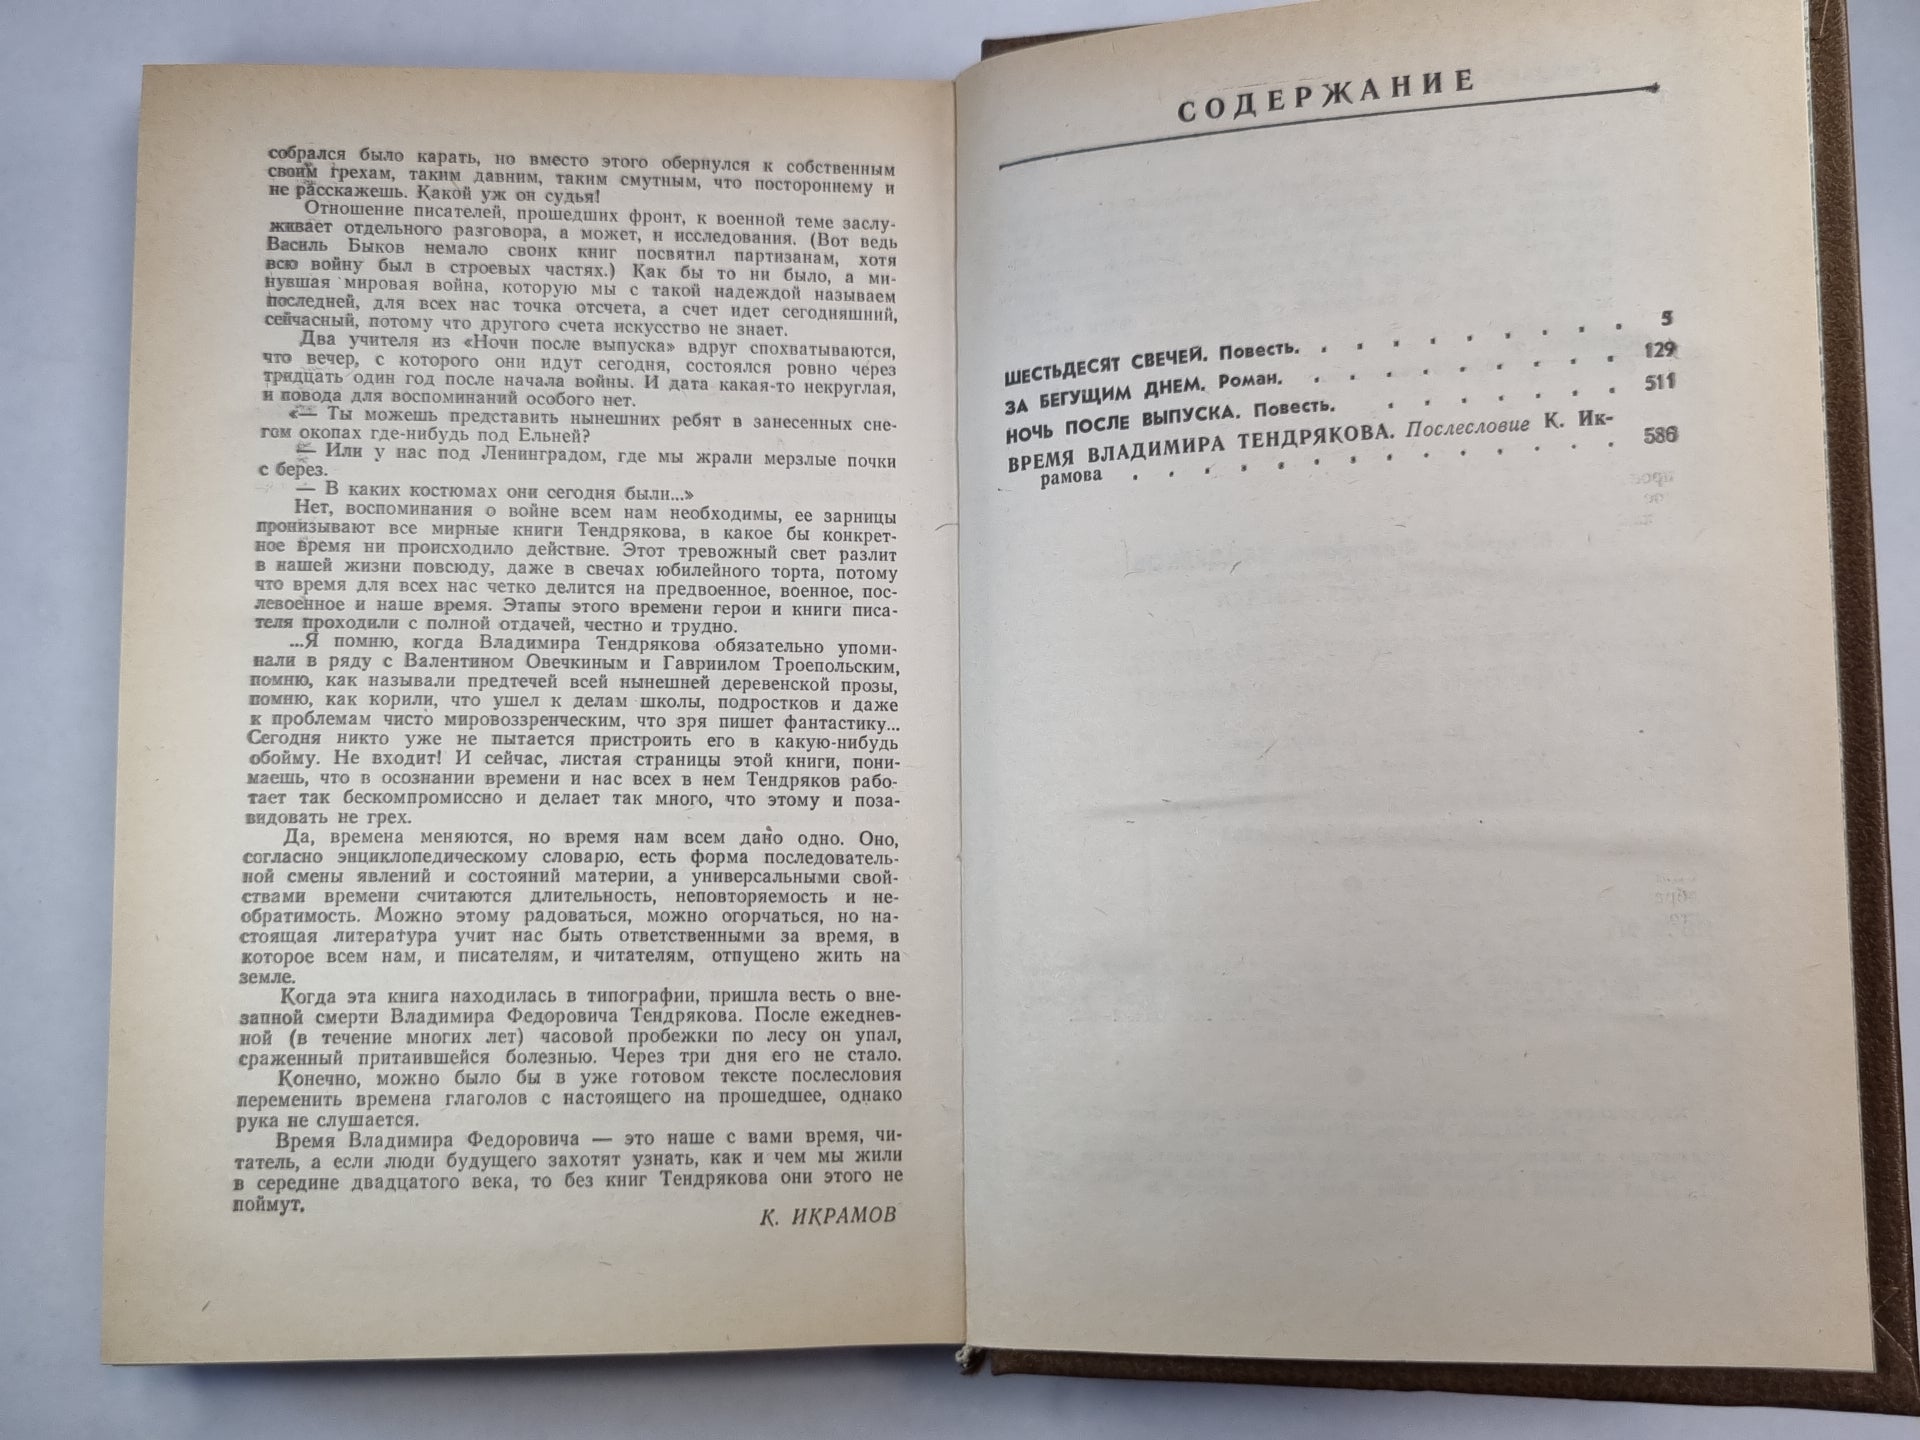 собрался было карать, но вместо этого обернулся к собственным
своим грехам, таким давним, таким смутным, что постороннему и
не расскажешь. Какой уж он судья!
Отношение писателей, прошедших фронт, к военной теме заслу-
живает отдельного разговора, а может, и исследования. (Вот ведь
Василь Быков немало своих книг посвятил партизанам, хотя
всю войну был в строевых частях.) Как бы то ни было, а ми-
нувшая мировая война, которую мы с такой надеждой называем
последней, для всех нас точка отсчета, а счет идет сегодняшний,
сейчасный, потому что другого счета искусство не знает.
Два учителя из «Ночи после выпуска» вдруг спохватываются,
что вечер, с которого они идут сегодня, состоялся ровно через
тридцать один год после начала войны. И дата какая-то некруглая,
и повода для воспоминаний особого нет.
«— Ты можешь представить нынешних ребят в занесенных сне-
гом окопах где-нибудь под Ельней?
— Или у нас под Ленинградом, где мы жрали мерзлые почки
с берез.
— В каких костюмах они сегодня были...»
Нет, воспоминания о войне всем нам необходимы, ее зарницы
пронизывают все мирные книги Тендрякова, в какое бы конкрет-
ное время ни происходило действие. Этот тревожный свет разлит
в нашей жизни повсюду, даже в свечах юбилейного торта, потому
что время для всех нас четко делится на предвоенное, военное, пос-
левоенное и наше время. Этапы этого времени герои и книги писа-
теля проходили с полной отдачей, честно и трудно.
...Я помню, когда Владимира Тендрякова обязательно упоми-
нали в ряду с Валентином Овечкиным и Гавриилом Троепольским,
помню, как называли предтечей всей нынешней деревенской прозы,
помню, как корили, что ушел к делам школы, подростков и даже
к проблемам чисто мировоззренческим, что зря пишет фантастику...
Сегодня никто уже не пытается пристроить его в какую-нибудь
обойму. Не входит! И сейчас, листая страницы этой книги, пони-
маешь, что в осознании времени и нас всех в нем Тендряков рабо-
тает так бескомпромиссно и делает так много, что этому и поза-
видовать не грех.
Да, времена меняются, но время нам всем дано одно. Оно,
согласно энциклопедическому словарю, есть форма последователь-
ной смены явлений и состояний материи, а универсальными свой-
ствами времени считаются длительность, неповторяемость и не-
обратимость. Можно этому радоваться, можно огорчаться, но на-
стоящая литература учит нас быть ответственными за время, в
которое всем нам, и писателям, и читателям, отпущено жить на
земле.
Когда эта книга находилась в типографии, пришла весть о вне-
запной смерти Владимира Федоровича Тендрякова. После ежеднев-
ной (в течение многих лет) часовой пробежки по лесу он упал,
сраженный притаившейся болезнью. Через три дня его не стало.
Конечно, можно было бы в уже готовом тексте послесловия
переменить времена глаголов с настоящего на прошедшее, однако
рука не слушается.
Время Владимира Федоровича — это наше с вами время, чи-
татель, а если люди будущего захотят узнать, как и чем мы жили
в середине двадцатого века, то без книг Тендрякова они этого не
поймут.
К. ИКРАМОВ
СОДЕРЖАНИЕ
ШЕСТЬДЕСЯТ СВЕЧЕЙ. Повесть. . . . . . . . . 5
ЗА БЕГУЩИМ ДНЕМ. Роман. . . . . . . . . 129
НОЧЬ ПОСЛЕ ВЫПУСКА. Повесть. . . . . . . 511
ВРЕМЯ ВЛАДИМИРА ТЕНДРЯКОВА. Послесловие К. Ик-
рамова . . . . . . . . . . . . . 586